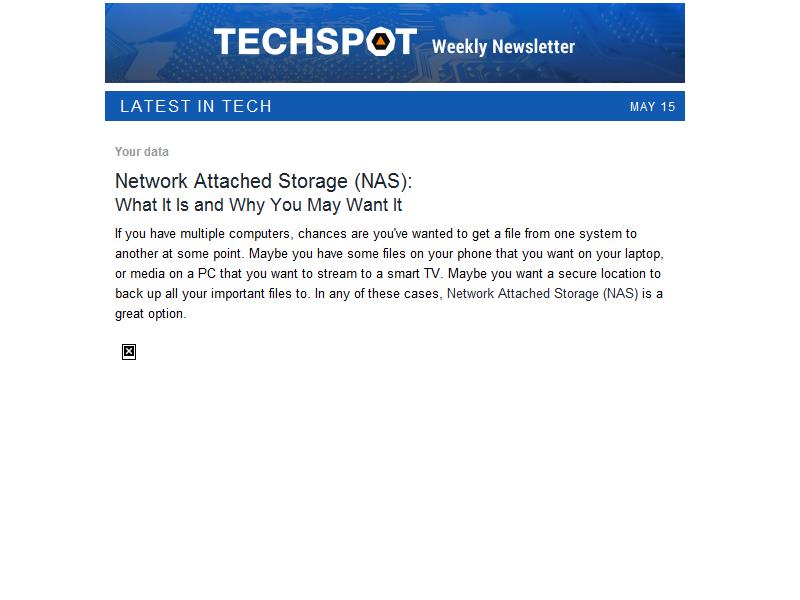 TECHSPOT Weekly Newsletter
LATEST IN TECH MAY 15
Your data
Network Attached Storage (NAS):
What It Is and Why You May Want It
If you have multiple computers, chances are you've wanted to get a file from one system to
another at some point. Maybe you have some files on your phone that you want on your laptop,
or media on a PC that you want to stream to a smart TV. Maybe you want a secure location to
back up all your important files to. In any of these cases, Network Attached Storage (NAS) is a
great option.